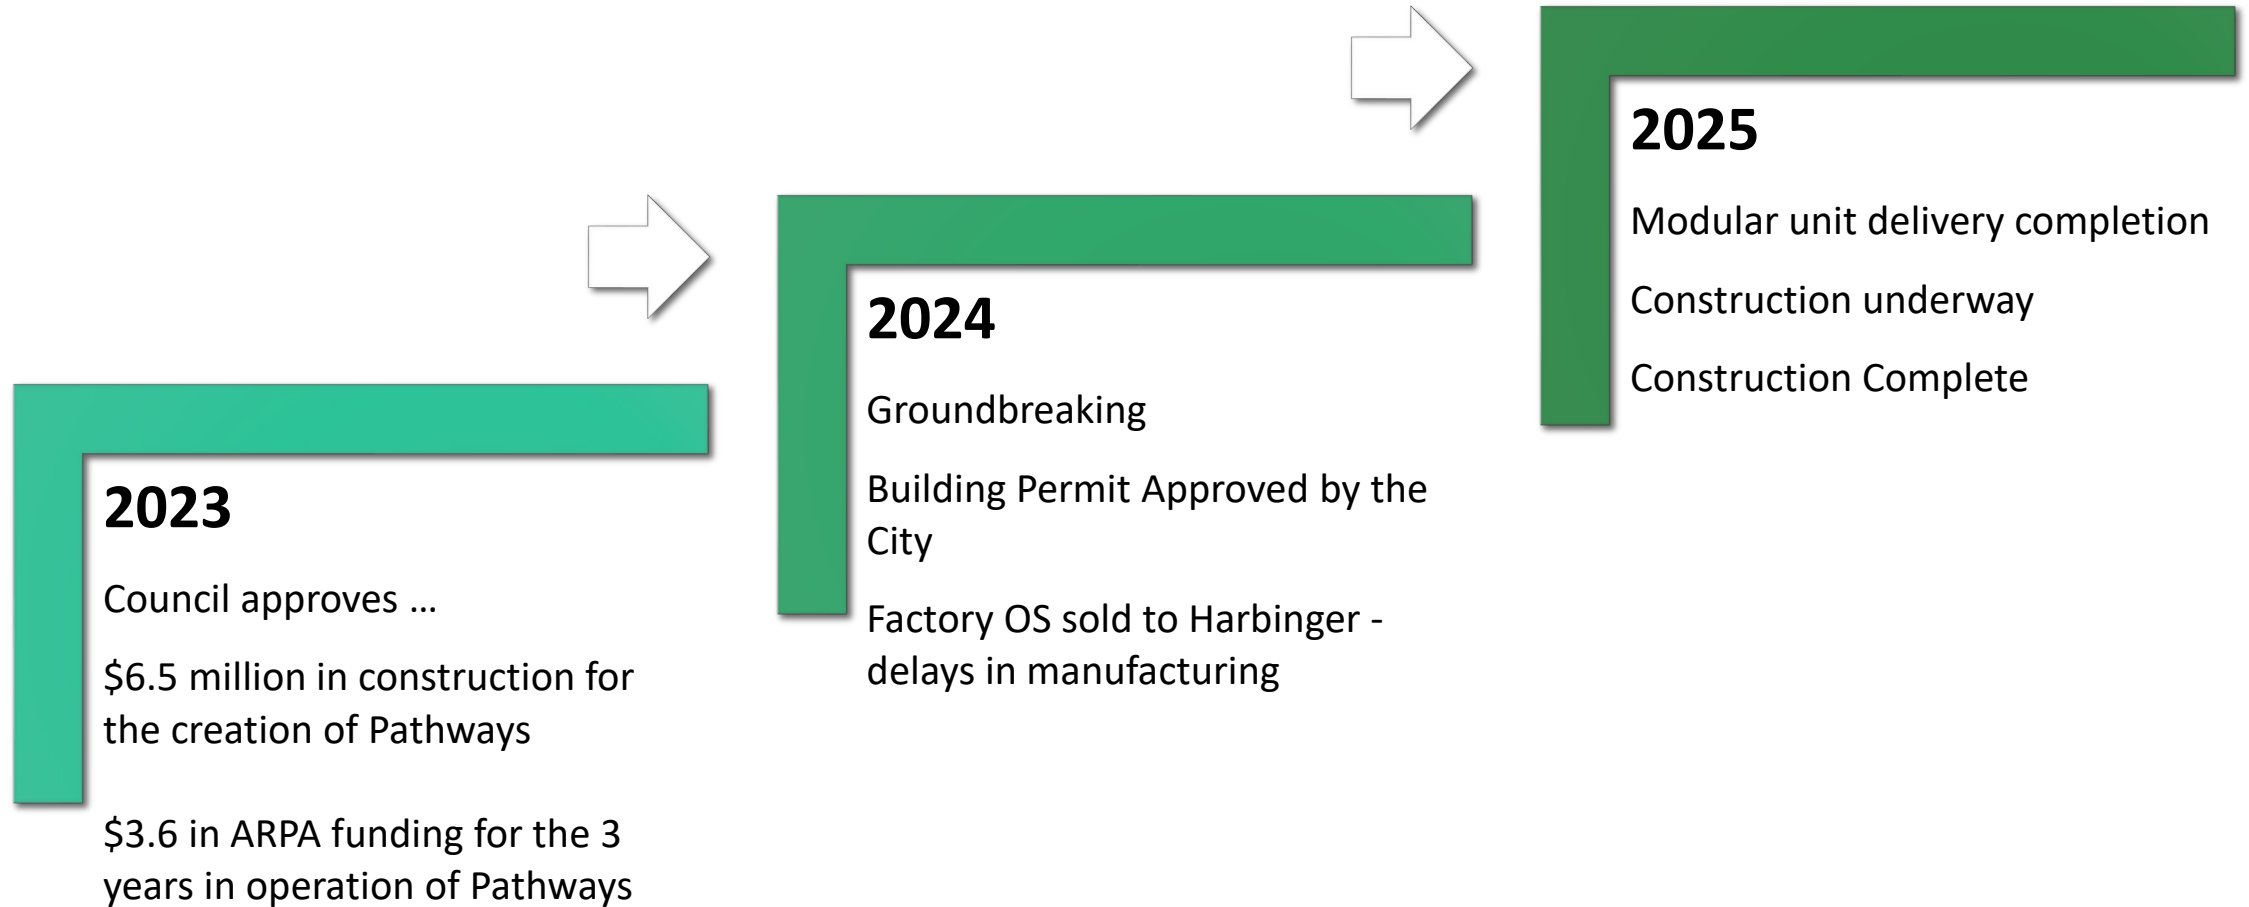 2023
Council approves …
$6.5 million in construction for
the creation of Pathways
$3.6 in ARPA funding for the 3
years in operation of Pathways
2024
Groundbreaking
Building Permit Approved by the
City
Factory OS sold to Harbinger -
delays in manufacturing
2025
Modular unit delivery completion
Construction underway
Construction Complete